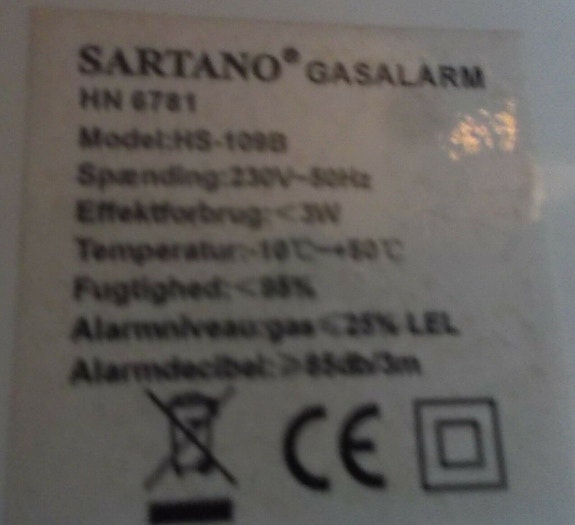 SARTANO® GASALARM
HN 6781
Model:HS-109B
Spænding:230V~50Hz
Effektforbrug:<3W
Temperatur:-10℃~+50℃
Fugtighed:<95%
Alarmniveau:gas<25% LEL
Alarmdecibel:>85db/3m
CE